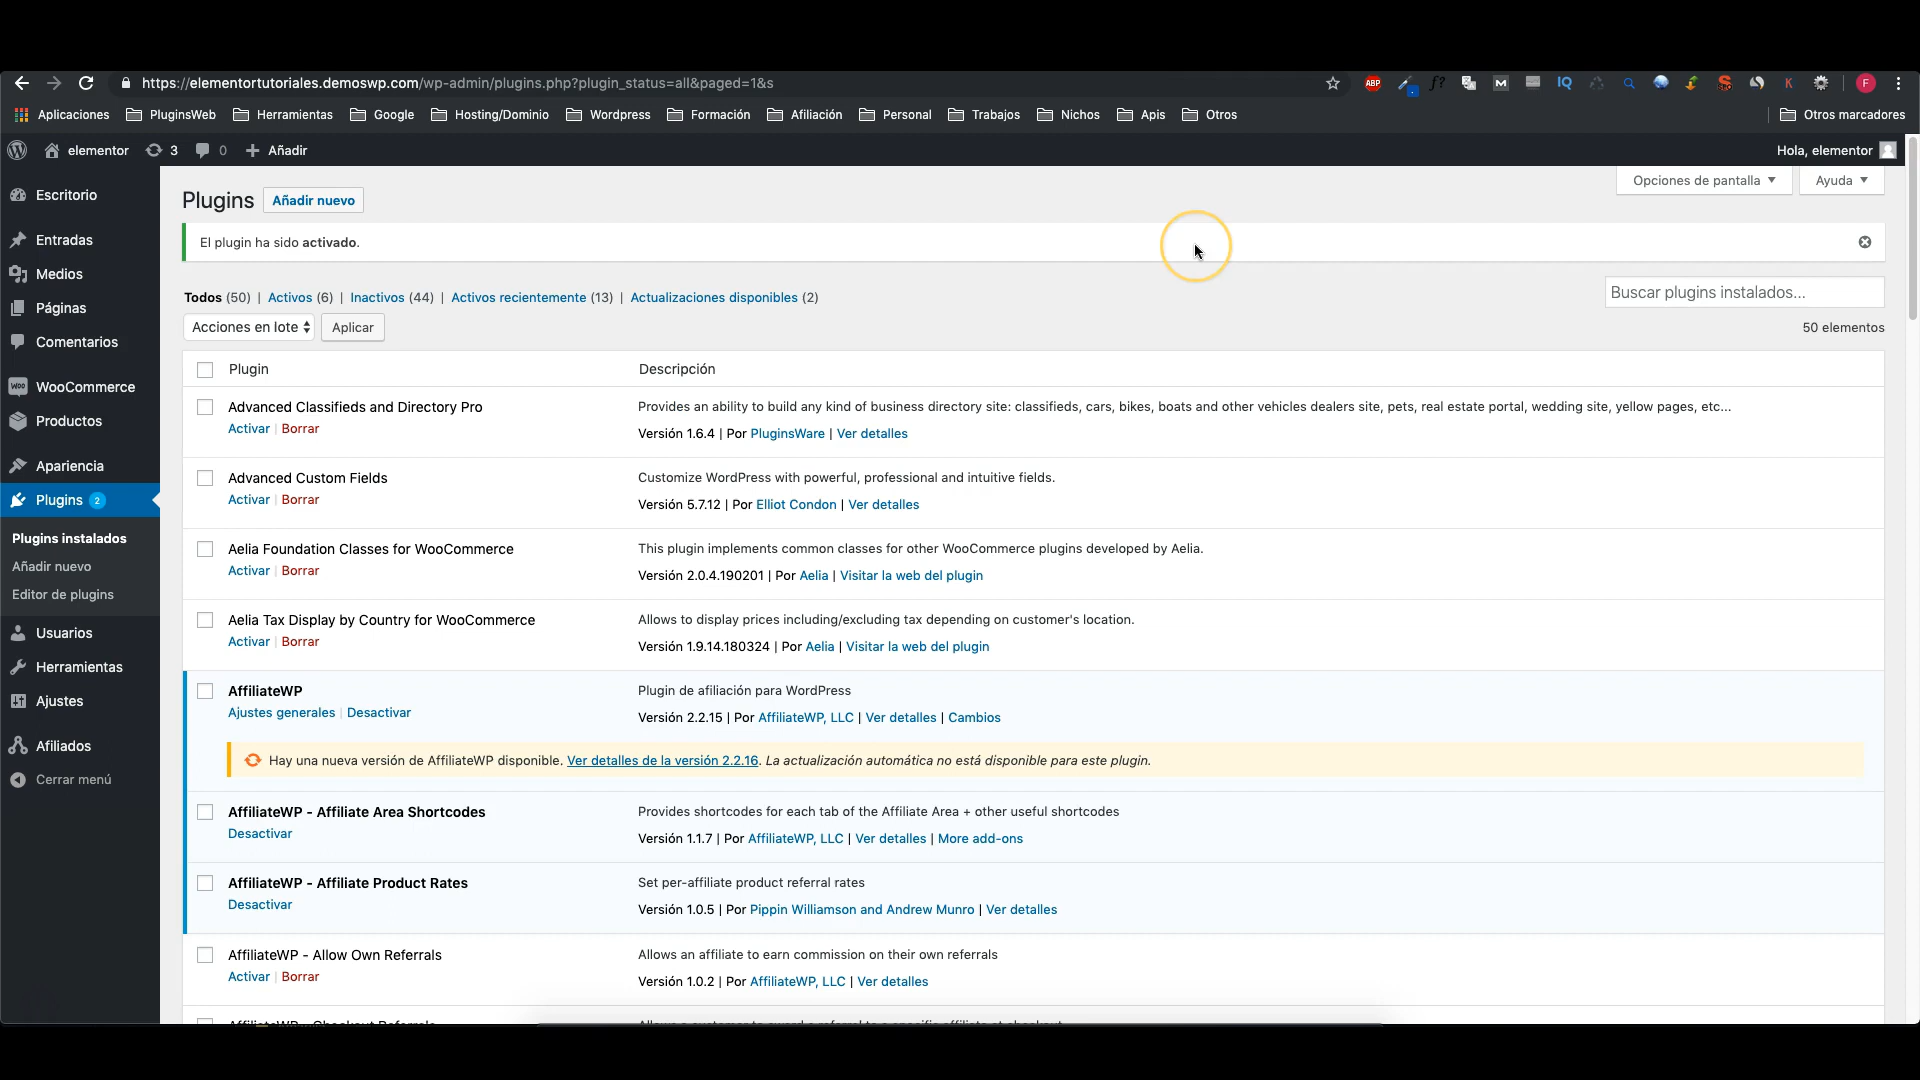 https://elementortutoriales.demoswp.com/wp-admin/plugins.php?plugin_status=all&paged=1&s
ABP
f?
M
IQ
K
F
Aplicaciones PluginsWeb Herramientas Google Hosting/Dominio Wordpress Formación Afiliación Personal Trabajos Nichos Apis Otros Otros marcadores
elementor 3 0 Añadir Hola, elementor
Opciones de pantalla Ayuda
Escritorio
Entradas
Medios
Páginas
Comentarios
WooCommerce
Productos
Apariencia
Plugins 2
Plugins instalados
Añadir nuevo
Editor de plugins
Usuarios
Herramientas
Ajustes
Afiliados
Cerrar menú
Plugins Añadir nuevo
El plugin ha sido activado.
Todos (50) | Activos (6) | Inactivos (44) | Activos recientemente (13) | Actualizaciones disponibles (2)
Buscar plugins instalados...
Acciones en lote Aplicar
50 elementos
Plugin Descripción
Advanced Classifieds and Directory Pro
Activar | Borrar
Provides an ability to build any kind of business directory site: classifieds, cars, bikes, boats and other vehicles dealers site, pets, real estate portal, wedding site, yellow pages, etc...
Versión 1.6.4 | Por PluginsWare | Ver detalles
Advanced Custom Fields
Activar | Borrar
Customize WordPress with powerful, professional and intuitive fields.
Versión 5.7.12 | Por Elliot Condon | Ver detalles
Aelia Foundation Classes for WooCommerce
Activar | Borrar
This plugin implements common classes for other WooCommerce plugins developed by Aelia.
Versión 2.0.4.190201 | Por Aelia | Visitar la web del plugin
Aelia Tax Display by Country for WooCommerce
Activar | Borrar
Allows to display prices including/excluding tax depending on customer's location.
Versión 1.9.14.180324 | Por Aelia | Visitar la web del plugin
AffiliateWP
Ajustes generales | Desactivar
Plugin de afiliación para WordPress
Versión 2.2.15 | Por AffiliateWP, LLC | Ver detalles | Cambios
Hay una nueva versión de AffiliateWP disponible. Ver detalles de la versión 2.2.16. La actualización automática no está disponible para este plugin.
AffiliateWP - Affiliate Area Shortcodes
Desactivar
Provides shortcodes for each tab of the Affiliate Area + other useful shortcodes
Versión 1.1.7 | Por AffiliateWP, LLC | Ver detalles | More add-ons
AffiliateWP - Affiliate Product Rates
Desactivar
Set per-affiliate product referral rates
Versión 1.0.5 | Por Pippin Williamson and Andrew Munro | Ver detalles
AffiliateWP - Allow Own Referrals
Activar | Borrar
Allows an affiliate to earn commission on their own referrals
Versión 1.0.2 | Por AffiliateWP, LLC | Ver detalles